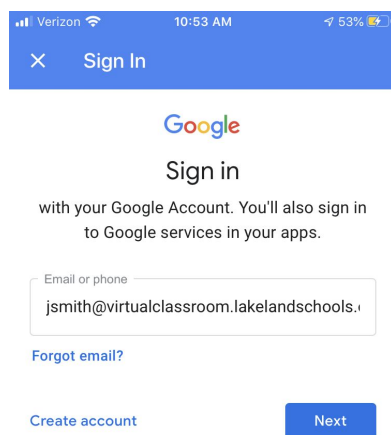 Verizon 10:53 AM 53%
× Sign In
Google
Sign in
with your Google Account. You'll also sign in
to Google services in your apps.
Email or phone
jsmith@virtualclassroom.lakelandschools.
Forgot email?
Create account Next